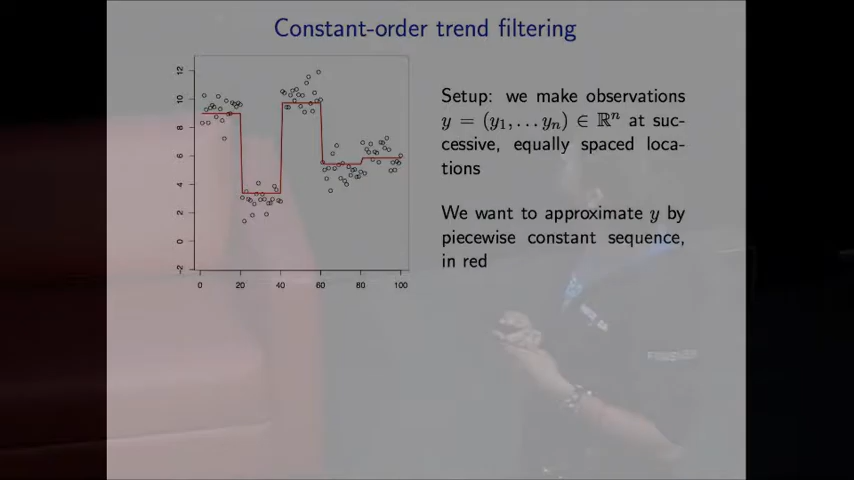 Constant-order trend filtering
12
10
8
6
4
2
0
-2
0 20 40 60 80 100
Setup: we make observations
y = (y₁, . . . yₙ) ∈ ℝⁿ at suc-
cessive, equally spaced loca-
tions
We want to approximate y by
piecewise constant sequence,
in red